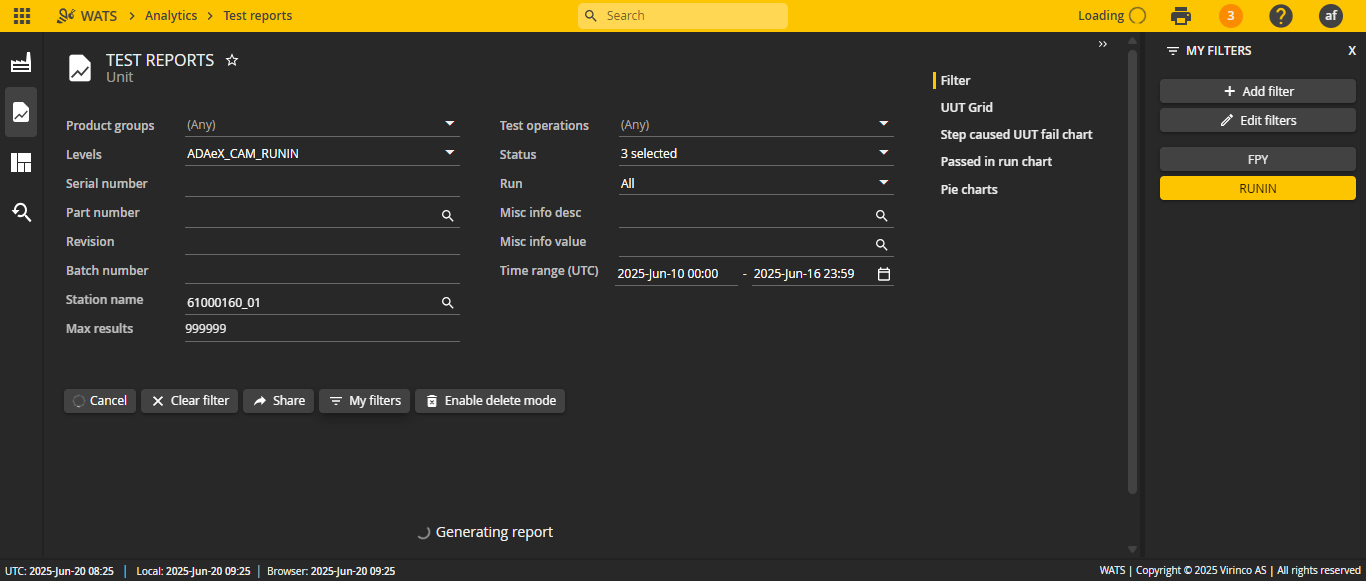 WATS > Analytics > Test reports
Search
Loading
3
?
af
TEST REPORTS
Unit
Product groups (Any)
Levels ADAeX_CAM_RUNIN
Serial number
Part number
Revision
Batch number
Station name 61000160_01
Max results 999999
Test operations (Any)
Status 3 selected
Run All
Misc info desc
Misc info value
Time range (UTC) 2025-Jun-10 00:00 - 2025-Jun-16 23:59
Cancel
Clear filter
Share
My filters
Enable delete mode
Generating report
Filter
UUT Grid
Step caused UUT fail chart
Passed in run chart
Pie charts
MY FILTERS X
+ Add filter
Edit filters
FPY
RUNIN
UTC: 2025-Jun-20 08:25 | Local: 2025-Jun-20 09:25 | Browser: 2025-Jun-20 09:25
WATS | Copyright © 2025 Virinco AS | All rights reserved